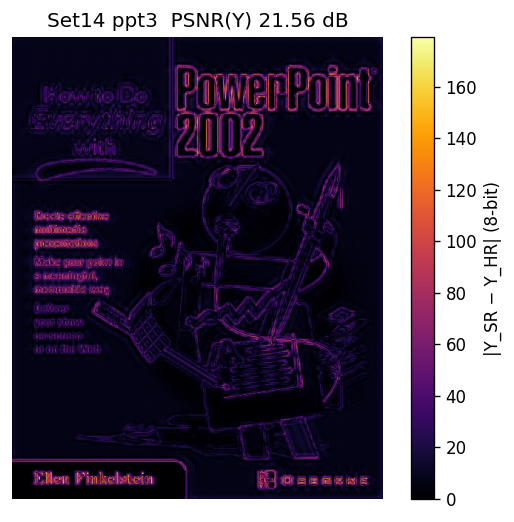 Set14 ppt3  PSNR(Y) 21.56 dB
How to Do
Everything
with
PowerPoint
2002
Create effective
multimedia
presentations
Make your point in
a meaningful,
memorable way
Deliver
your show
on screen
or on the Web
Ellen Finkelstein
O
160
140
120
100
80
60
40
20
0
|Y_SR − Y_HR| (8-bit)